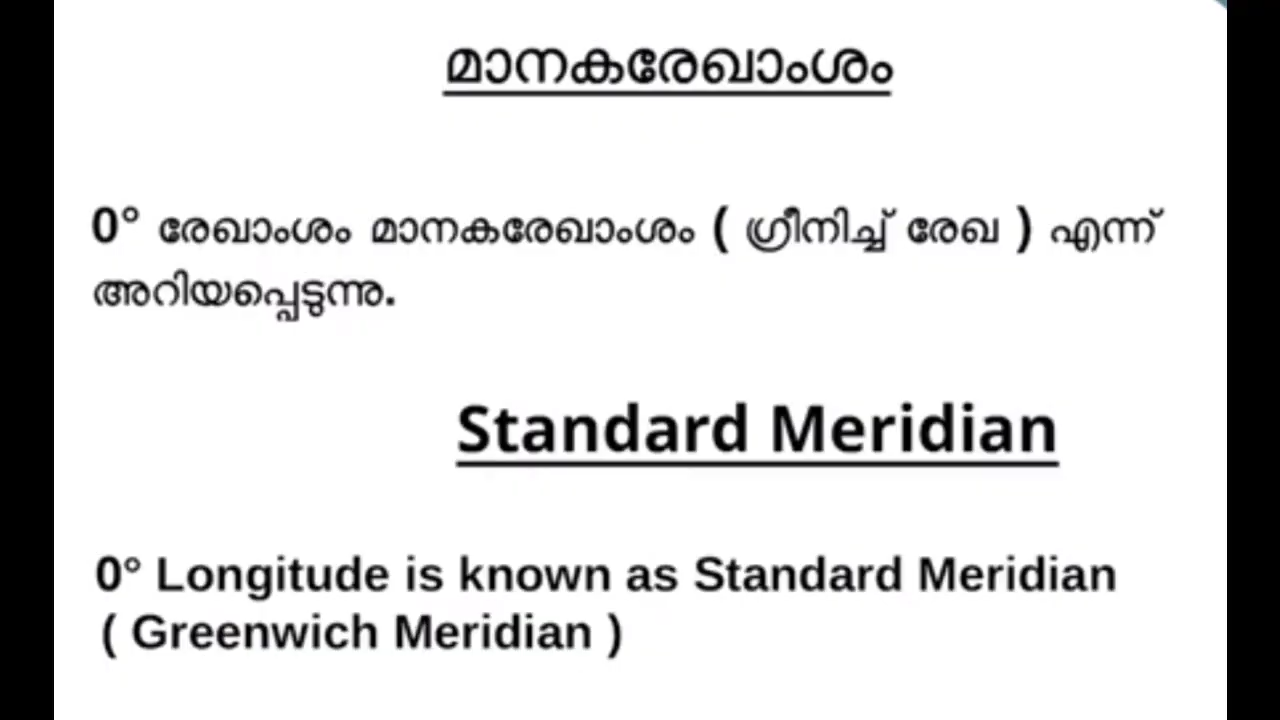 മാനകരേഖാംശം
0° രേഖാംശം മാനകരേഖാംശം ( ഗ്രീനിച്ച് രേഖ ) എന്ന്
അറിയപ്പെടുന്നു.
Standard Meridian
0° Longitude is known as Standard Meridian
( Greenwich Meridian )